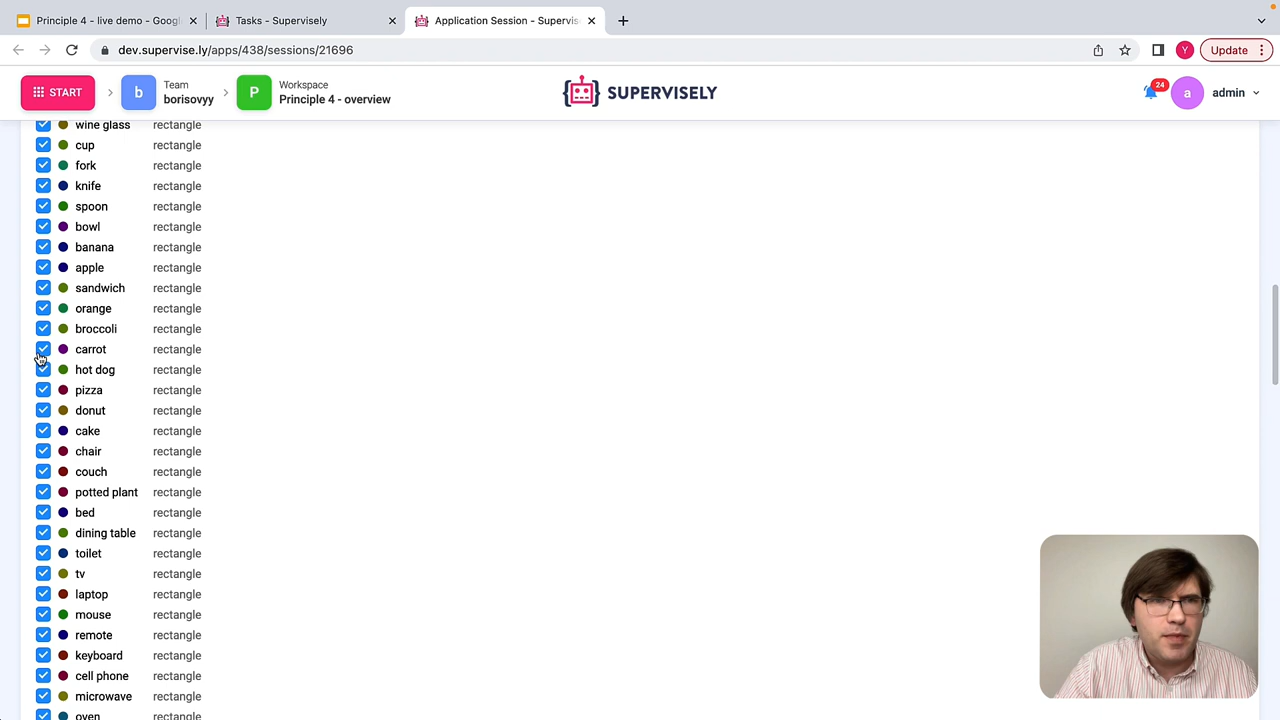 Principle 4 - live demo - Googl
Tasks - Supervisely
Application Session - Supervis
dev.supervise.ly/apps/438/sessions/21696
Update
START
b
Team
borisovyy
P
Workspace
Principle 4 - overview
SUPERVISELY
24
a
admin
Y
wine glass rectangle
cup rectangle
fork rectangle
knife rectangle
spoon rectangle
bowl rectangle
banana rectangle
apple rectangle
sandwich rectangle
orange rectangle
broccoli rectangle
carrot rectangle
hot dog rectangle
pizza rectangle
donut rectangle
cake rectangle
chair rectangle
couch rectangle
potted plant rectangle
bed rectangle
dining table rectangle
toilet rectangle
tv rectangle
laptop rectangle
mouse rectangle
remote rectangle
keyboard rectangle
cell phone rectangle
microwave rectangle
oven rectangle